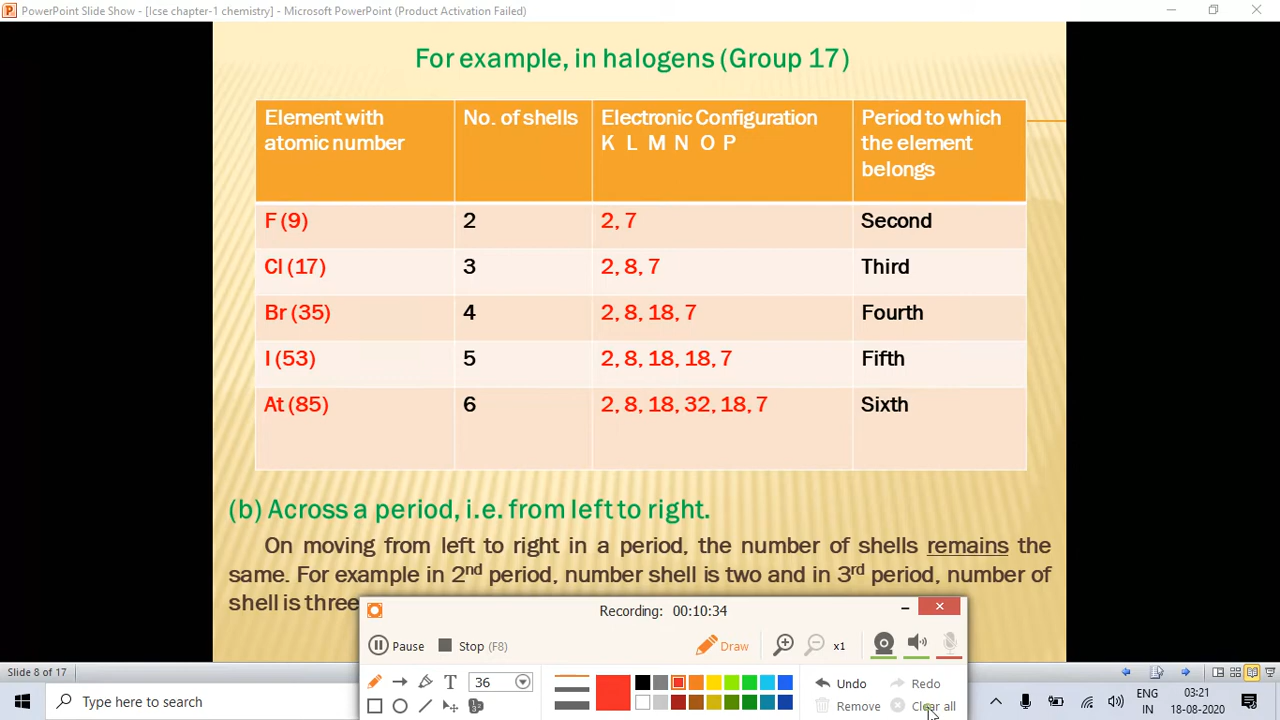 PowerPoint Slide Show - [Icse chapter-1 chemistry] - Microsoft PowerPoint (Product Activation Failed)
For example, in halogens (Group 17)
Element with atomic number
No. of shells
Electronic Configuration
K L M N O P
Period to which the element belongs
F (9) 2 2, 7 Second
Cl (17) 3 2, 8, 7 Third
Br (35) 4 2, 8, 18, 7 Fourth
I (53) 5 2, 8, 18, 18, 7 Fifth
At (85) 6 2, 8, 18, 32, 18, 7 Sixth
(b) Across a period, i.e. from left to right.
On moving from left to right in a period, the number of shells remains the
same. For example in 2nd period, number shell is two and in 3rd period, number of
shell is three
Recording: 00:10:34
Pause Stop (F8) Draw x1
Slide 8 of 17
T 36 Undo Redo
Remove Clear all
Type here to search
ENG
IN
03:21
18-08-2020